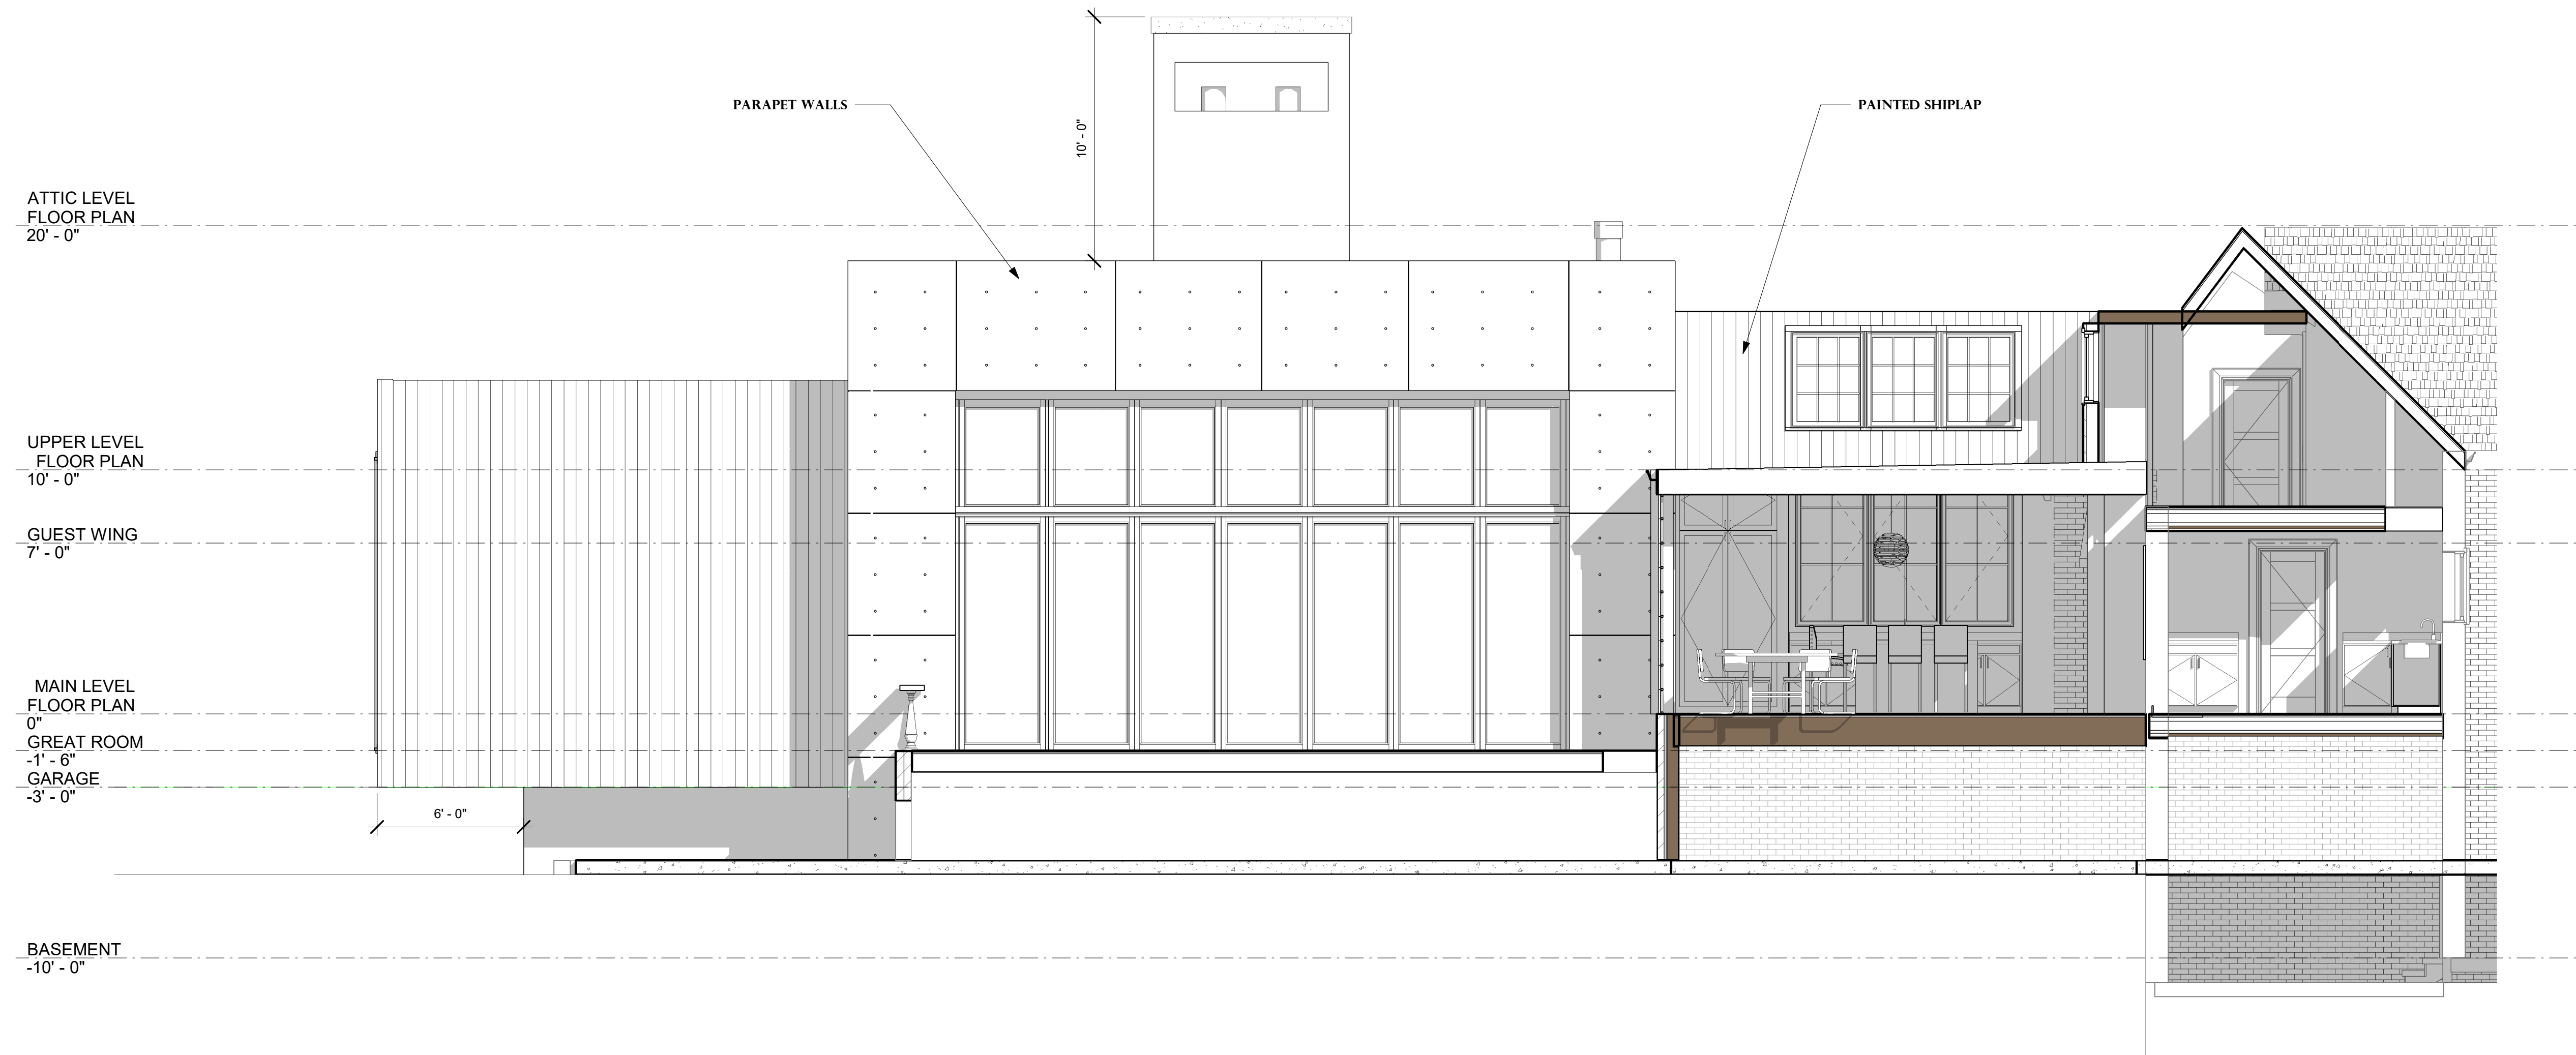 PARAPET WALLS
PAINTED SHIPLAP
10' - 0"
ATTIC LEVEL
FLOOR PLAN
20' - 0"
UPPER LEVEL
FLOOR PLAN
10' - 0"
GUEST WING
7' - 0"
MAIN LEVEL
FLOOR PLAN
0"
GREAT ROOM
-1' - 6"
GARAGE
-3' - 0"
6' - 0"
BASEMENT
-10' - 0"